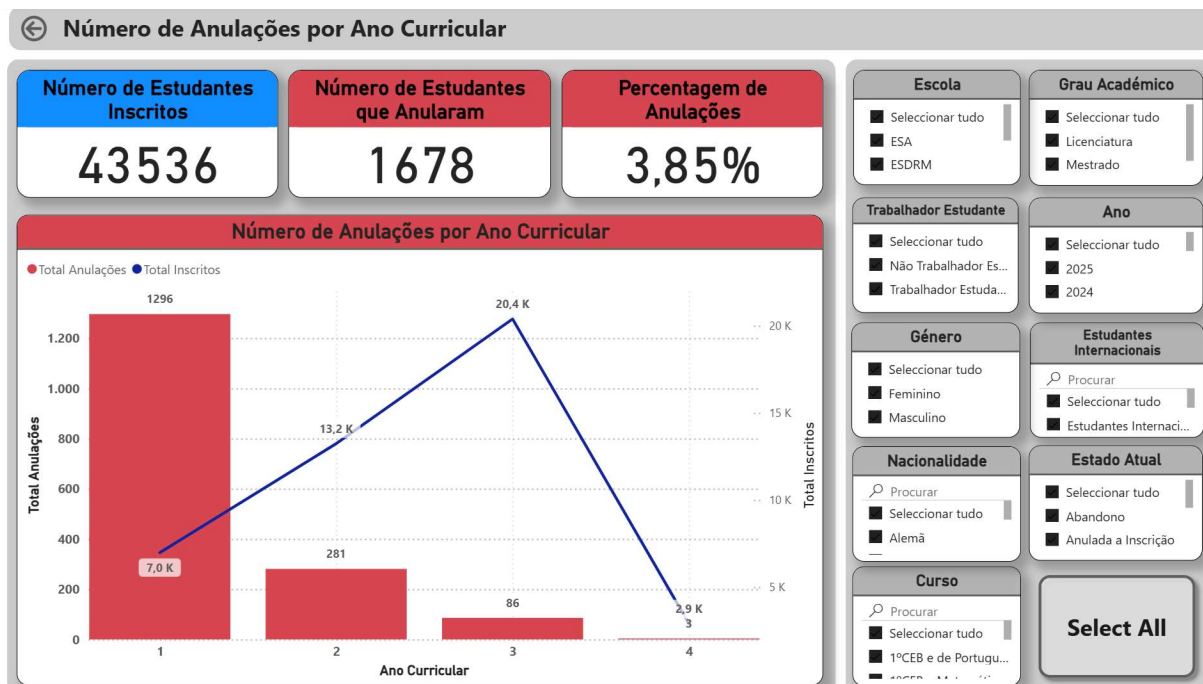 Número de Anulações por Ano Curricular
Número de Estudantes
Inscritos
43536
Número de Estudantes
que Anularam
1678
Percentagem de
Anulações
3,85%
Número de Anulações por Ano Curricular
Total Anulações Total Inscritos
1296
20,4 K
20 K
1.200
1.000
15 K
13,2 K
800
Total Anulações
Total Inscritos
600
10 K
400
7,0 K
281
200
5 K
86
2,9 K
3
0
1 2 3 4
Ano Curricular
Escola
Seleccionar tudo
ESA
ESDRM
Grau Académico
Seleccionar tudo
Licenciatura
Mestrado
Trabalhador Estudante
Seleccionar tudo
Não Trabalhador Es...
Trabalhador Estuda...
Ano
Seleccionar tudo
2025
2024
Género
Seleccionar tudo
Feminino
Masculino
Estudantes
Internacionais
Procurar
Seleccionar tudo
Estudantes Internaci...
Nacionalidade
Procurar
Seleccionar tudo
Alemã
Estado Atual
Seleccionar tudo
Abandono
Anulada a Inscrição
Curso
Procurar
Seleccionar tudo
1ºCEB e de Portugu...
Select All